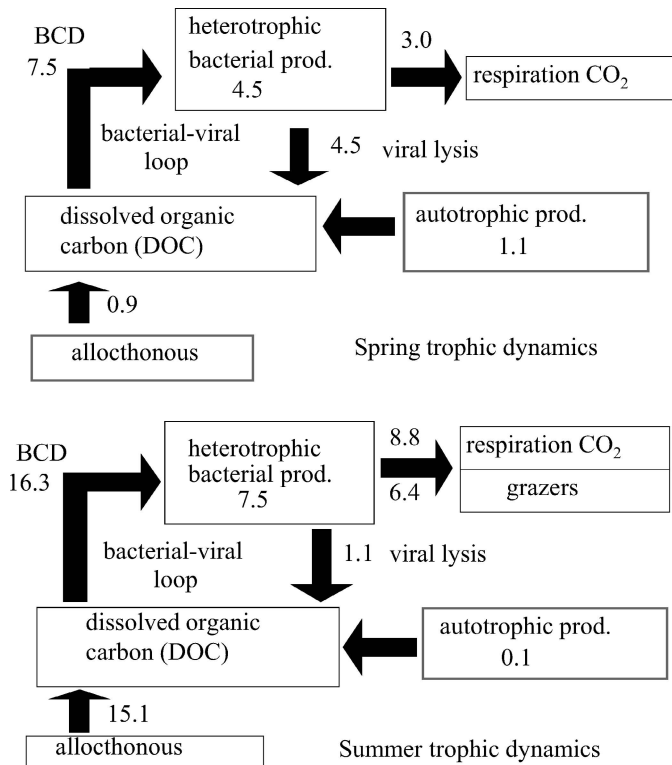 BCD
7.5
heterotrophic
bacterial prod.
4.5
3.0
respiration CO₂
bacterial-viral
loop
4.5 viral lysis
dissolved organic
carbon (DOC)
autotrophic prod.
1.1
0.9
allocthonous
Spring trophic dynamics
BCD
16.3
heterotrophic
bacterial prod.
7.5
8.8
6.4
respiration CO₂
grazers
bacterial-viral
loop
1.1 viral lysis
dissolved organic
carbon (DOC)
autotrophic prod.
0.1
15.1
allocthonous
Summer trophic dynamics